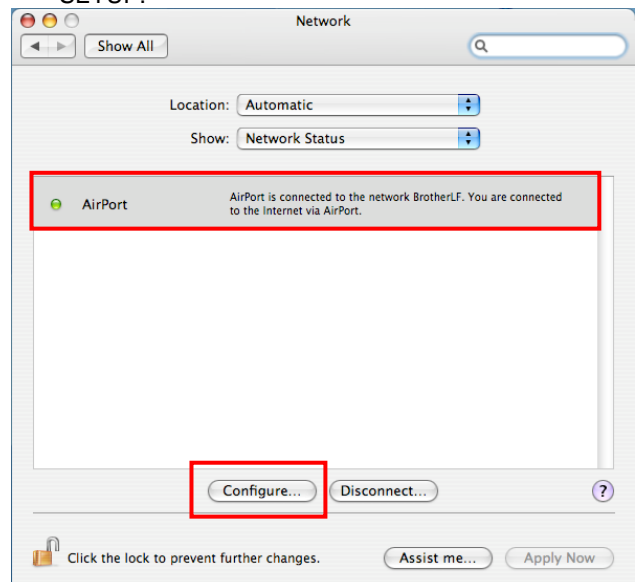 SETUP.
Network
Show All
Location: Automatic
Show: Network Status
AirPort
AirPort is connected to the network BrotherLF. You are connected
to the Internet via AirPort.
Configure... Disconnect... ?
Click the lock to prevent further changes. Assist me... Apply Now